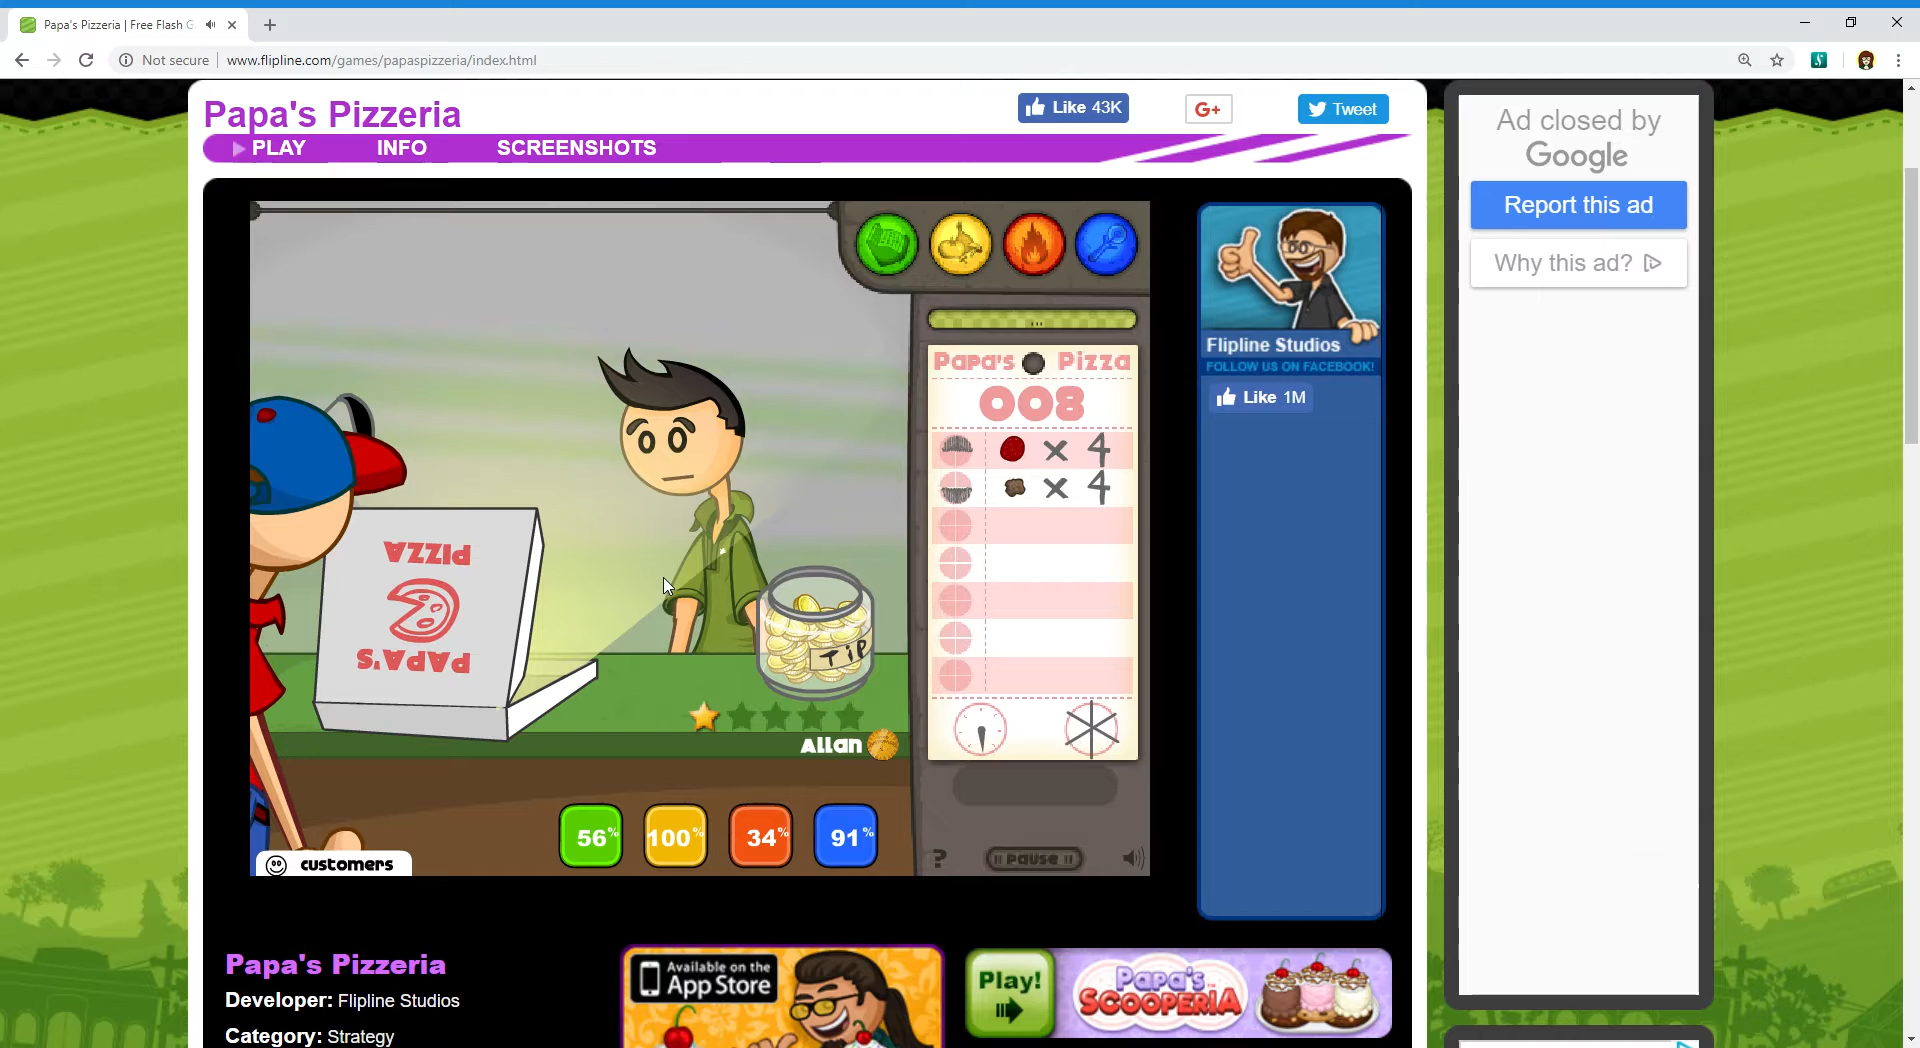 Papa's Pizzeria | Free Flash G
Not secure
www.flipline.com/games/papaspizzeria/index.html
Papa's Pizzeria
Like 43K
G+
Tweet
PLAY
INFO
SCREENSHOTS
Ad closed by
Google
Report this ad
Why this ad?
Papa's Pizza
008
x 4
x 4
Flipline Studios
FOLLOW US ON FACEBOOK!
Like 1M
PIZZA
PAPA'S
TIP
Allan
56%
100%
34%
91%
customers
?
Pause
Papa's Pizzeria
Developer: Flipline Studios
Category: Strategy
Available on the
App Store
Play!
Papa's
SCOOPERIA